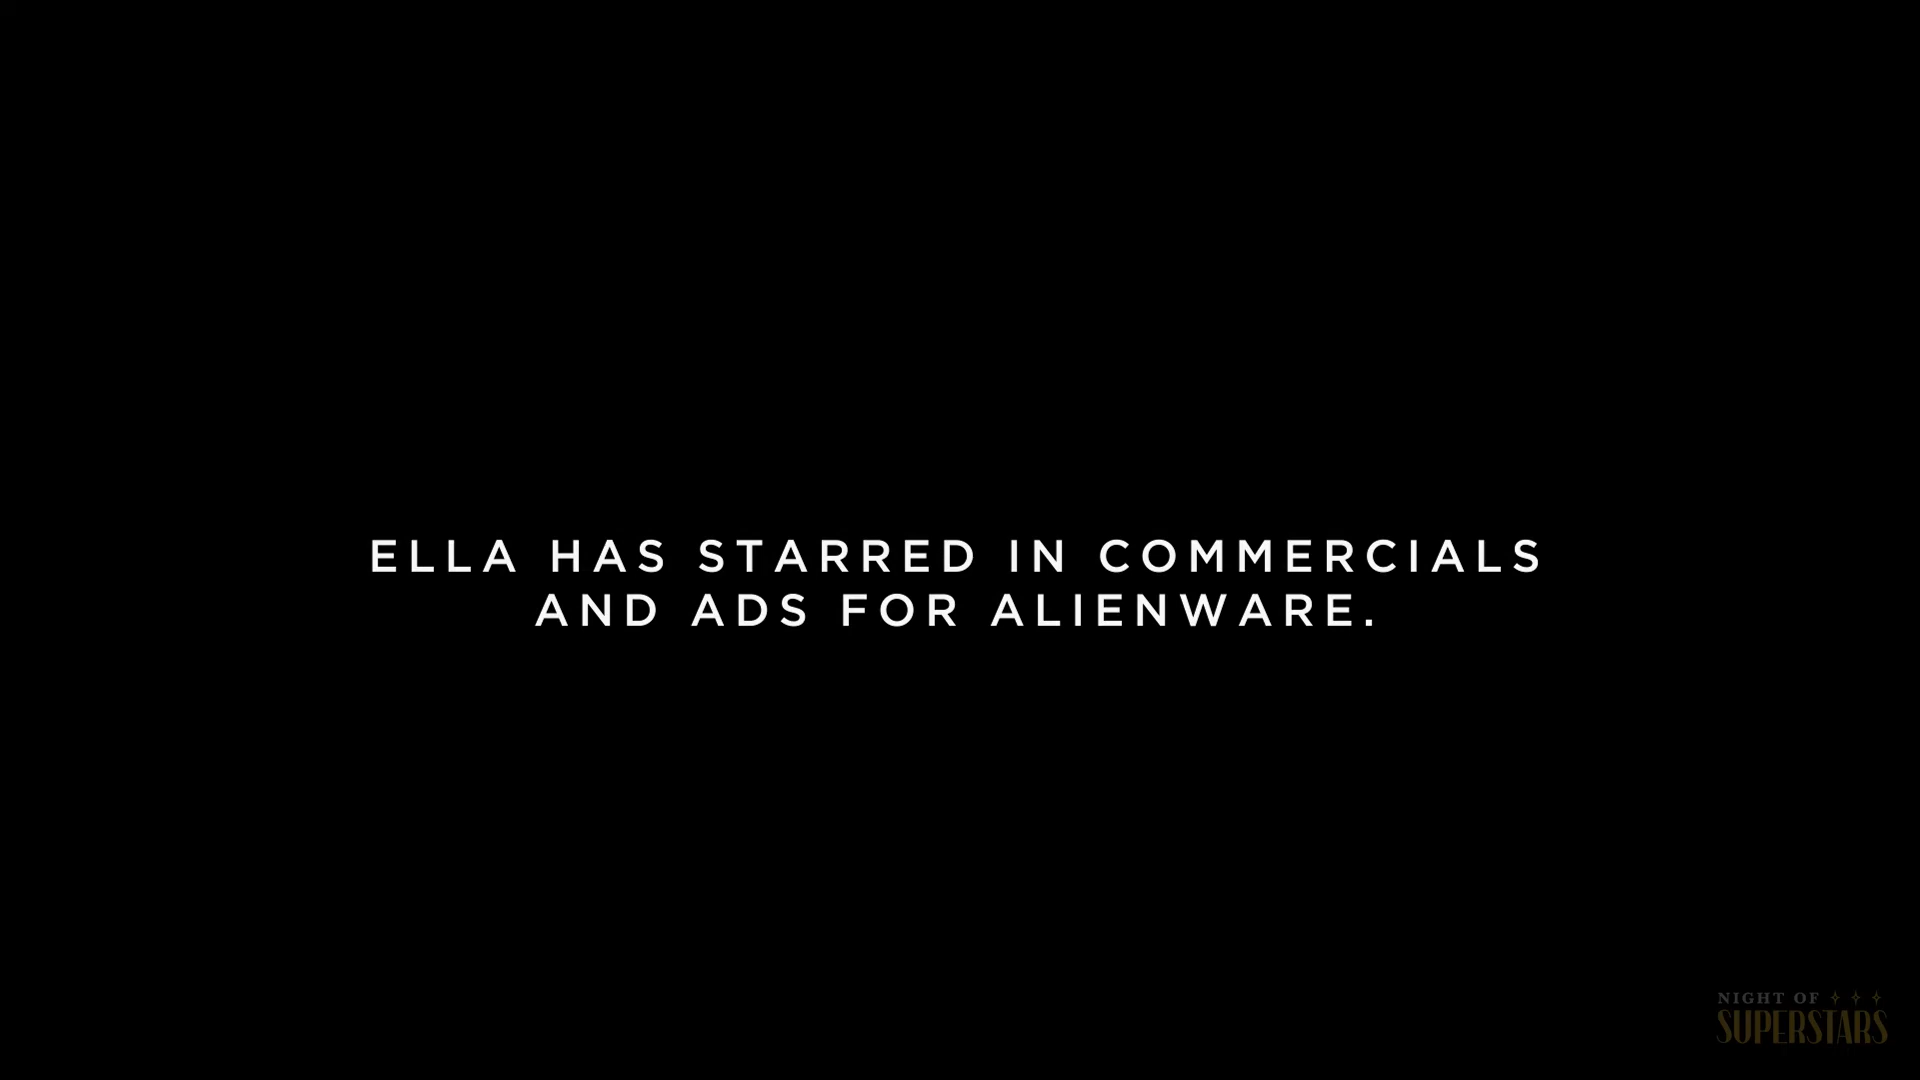 ELLA HAS STARRED IN COMMERCIALS
AND ADS FOR ALIENWARE.
NIGHT OF
SUPERSTARS